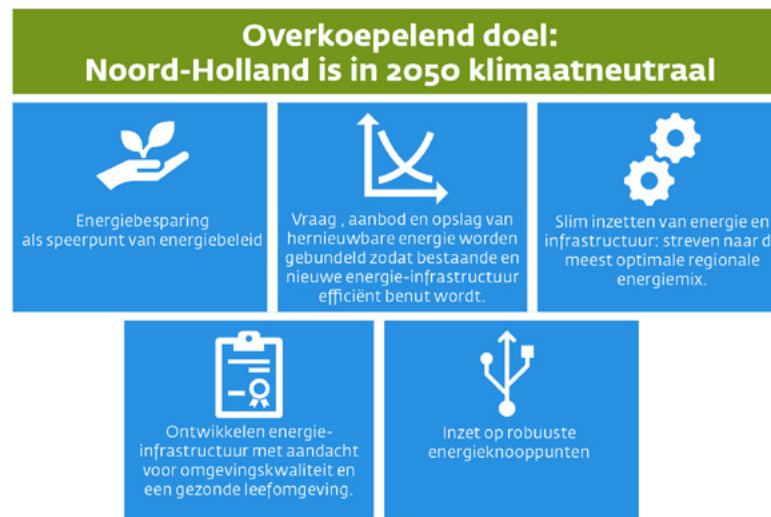 Overkoepelend doel:
Noord-Holland is in 2050 klimaatneutraal
Energiebesparing
als speerpunt van energiebeleid
Vraag , aanbod en opslag van
hernieuwbare energie worden
gebundeld zodat bestaande en
nieuwe energie-infrastructuur
efficiënt benut wordt.
Slim inzetten van energie en
infrastructuur: streven naar d
meest optimale regionale
energiemix.
Ontwikkelen energie-
infrastructuur met aandacht
voor omgevingskwaliteit en
een gezonde leefomgeving.
Inzet op robuuste
energieknooppunten